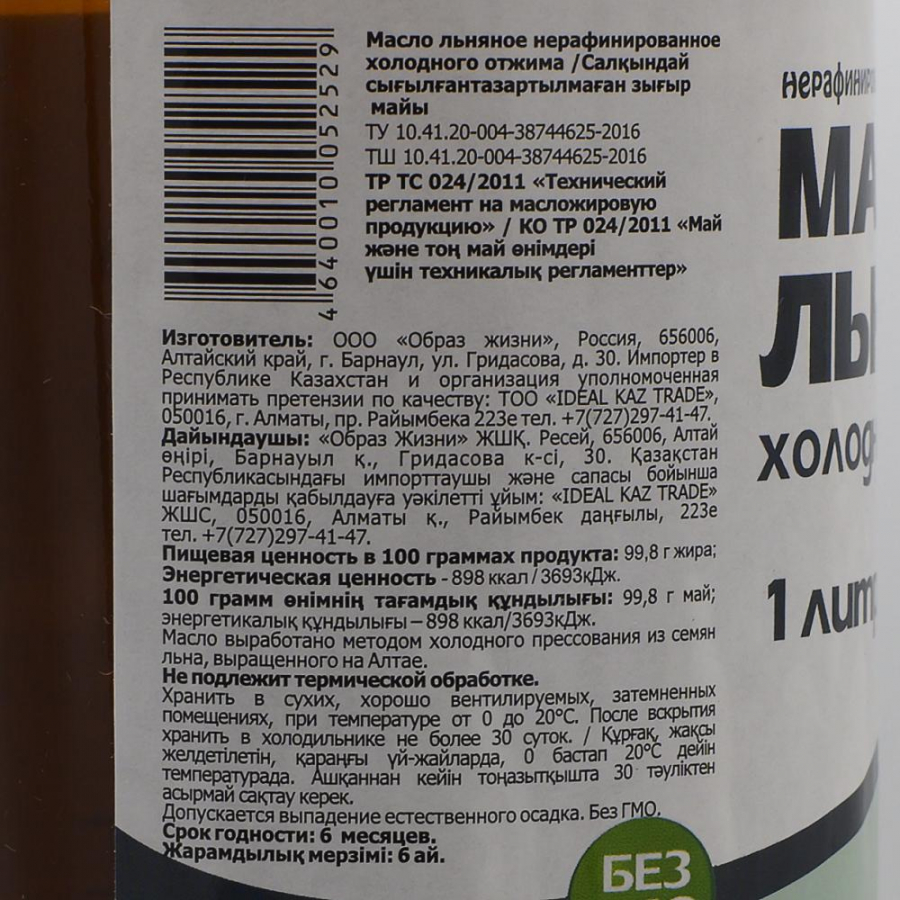 4640010052529
Масло льняное нерафинированное
холодного отжима /Салқындай
сығылғантазартылмаған зығыр
майы
ТУ 10.41.20-004-38744625-2016
ТШ 10.41.20-004-38744625-2016
ТР ТС 024/2011 «Технический
регламент на масложировую
продукцию» / КО ТР 024/2011 «Май
және тоң май өнімдері
үшін техникалық регламенттер»
Изготовитель: ООО «Образ жизни», Россия, 656006,
Алтайский край, г. Барнаул, ул. Гридасова, д. 30. Импортер в
Республике Казахстан и организация уполномоченная
принимать претензии по качеству: ТОО «IDEAL KAZ TRADE»,
050016, г. Алматы, пр. Райымбека 223е тел. +7(727)297-41-47.
Дайындаушы: «Образ Жизни» ЖШҚ. Ресей, 656006, Алтай
өңірі, Барнауыл қ., Гридасова к-сі, 30. Қазақстан
Республикасындағы импорттаушы және сапасы бойынша
шағымдарды қабылдауға уәкілетті ұйым: «IDEAL KAZ TRADE»
ЖШС, 050016, Алматы қ., Райымбек даңғылы, 223е
тел. +7(727)297-41-47.
Пищевая ценность в 100 граммах продукта: 99,8 г жира;
Энергетическая ценность - 898 ккал / 3693кДж.
100 грамм өнімнің тағамдық құндылығы: 99,8 г май;
энергетикалық құндылығы – 898 ккал/3693кДж.
Масло выработано методом холодного прессования из семян
льна, выращенного на Алтае.
Не подлежит термической обработке.
Хранить в сухих, хорошо вентилируемых, затемненных
помещениях, при температуре от 0 до 20°С. После вскрытия
хранить в холодильнике не более 30 суток. / Құрғақ, жақсы
желдетілетін, қараңғы үй-жайларда, 0 бастап 20°С дейін
температурада. Ашқаннан кейін тоңазытқышта 30 тәуліктен
асырмай сақтау керек.
Допускается выпадение естественного осадка. Без ГМО.
Срок годности: 6 месяцев.
Жарамдылық мерзімі: 6 ай.
БЕЗ
1